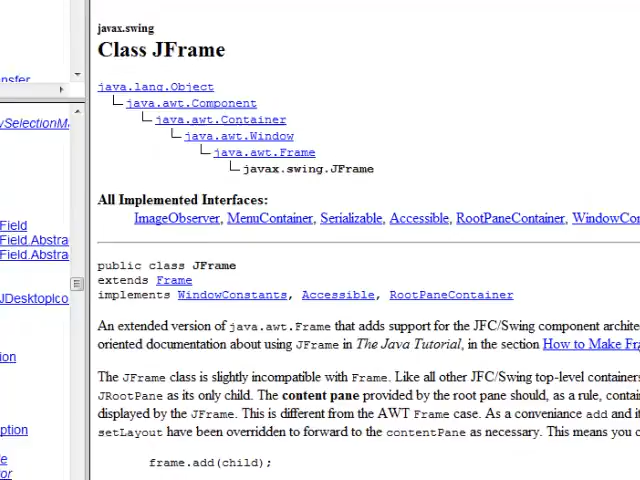 nsfer
ySelectionMa
Field
Field.Abstra
Field.Abstra
JDesktopIco
ion
ption
le
or
javax.swing
Class JFrame
java.lang.Object
java.awt.Component
java.awt.Container
java.awt.Window
java.awt.Frame
javax.swing.JFrame
All Implemented Interfaces:
ImageObserver, MenuContainer, Serializable, Accessible, RootPaneContainer, WindowCon
public class JFrame
extends Frame
implements WindowConstants, Accessible, RootPaneContainer
An extended version of java.awt.Frame that adds support for the JFC/Swing component archite
oriented documentation about using JFrame in The Java Tutorial, in the section How to Make Fra
The JFrame class is slightly incompatible with Frame. Like all other JFC/Swing top-level containers
JRootPane as its only child. The content pane provided by the root pane should, as a rule, contai
displayed by the JFrame. This is different from the AWT Frame case. As a convenience add and it
setLayout have been overridden to forward to the contentPane as necessary. This means you c
frame.add(child);